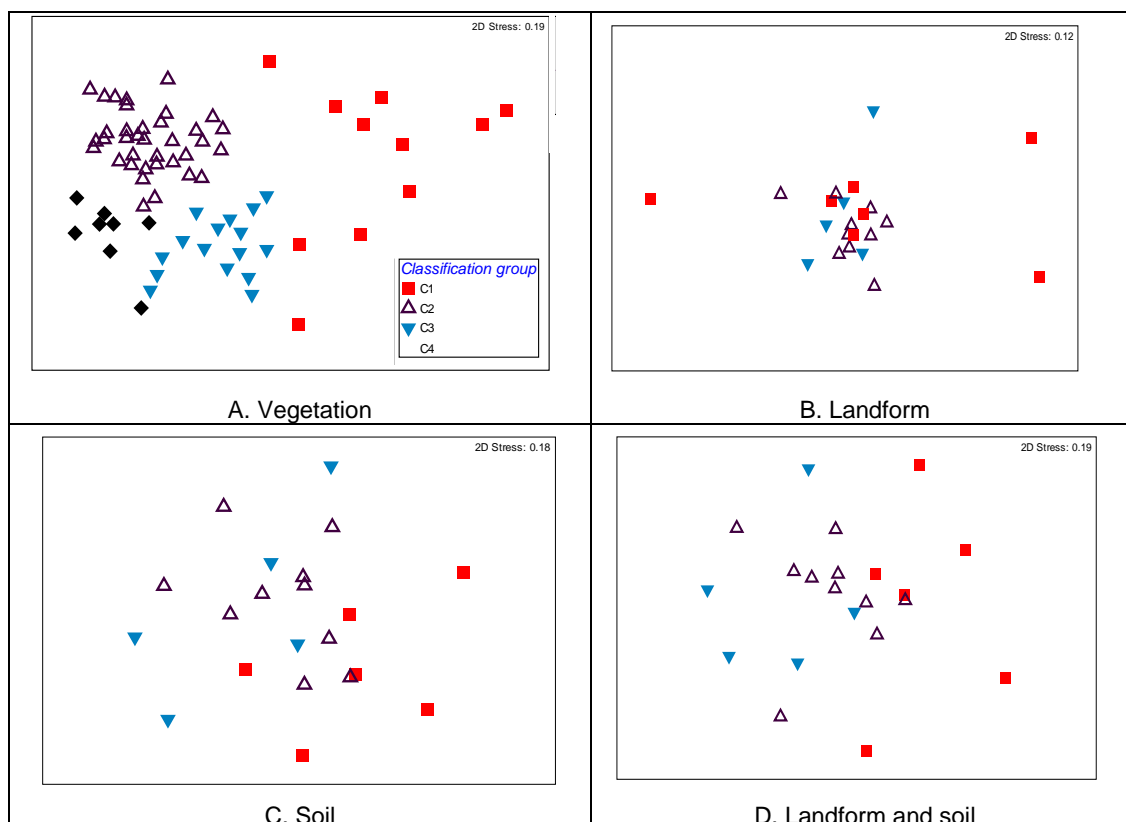 2D Stress: 0.19
Classification group
C1
C2
C3
C4
A. Vegetation
2D Stress: 0.12
B. Landform
2D Stress: 0.18
C. Soil
2D Stress: 0.19
D. Landform and soil